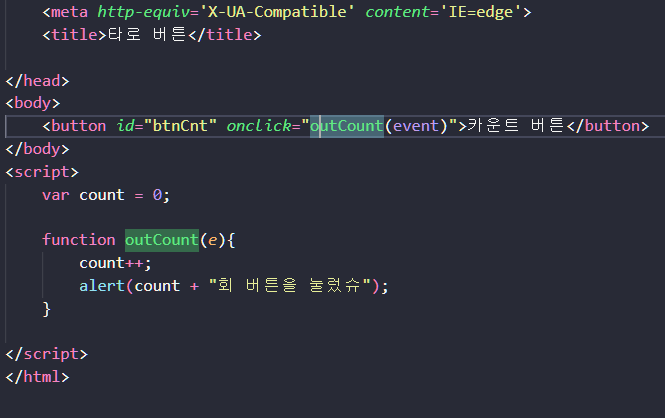 <meta http-equiv='X-UA-Compatible' content='IE=edge'>
<title>타로 버튼</title>
</head>
<body>
<button id="btnCnt" onclick="outCount(event)">카운트 버튼</button>
</body>
<script>
var count = 0;
function outCount(e){
count++;
alert(count + "회 버튼을 눌렀슈");
}
</script>
</html>